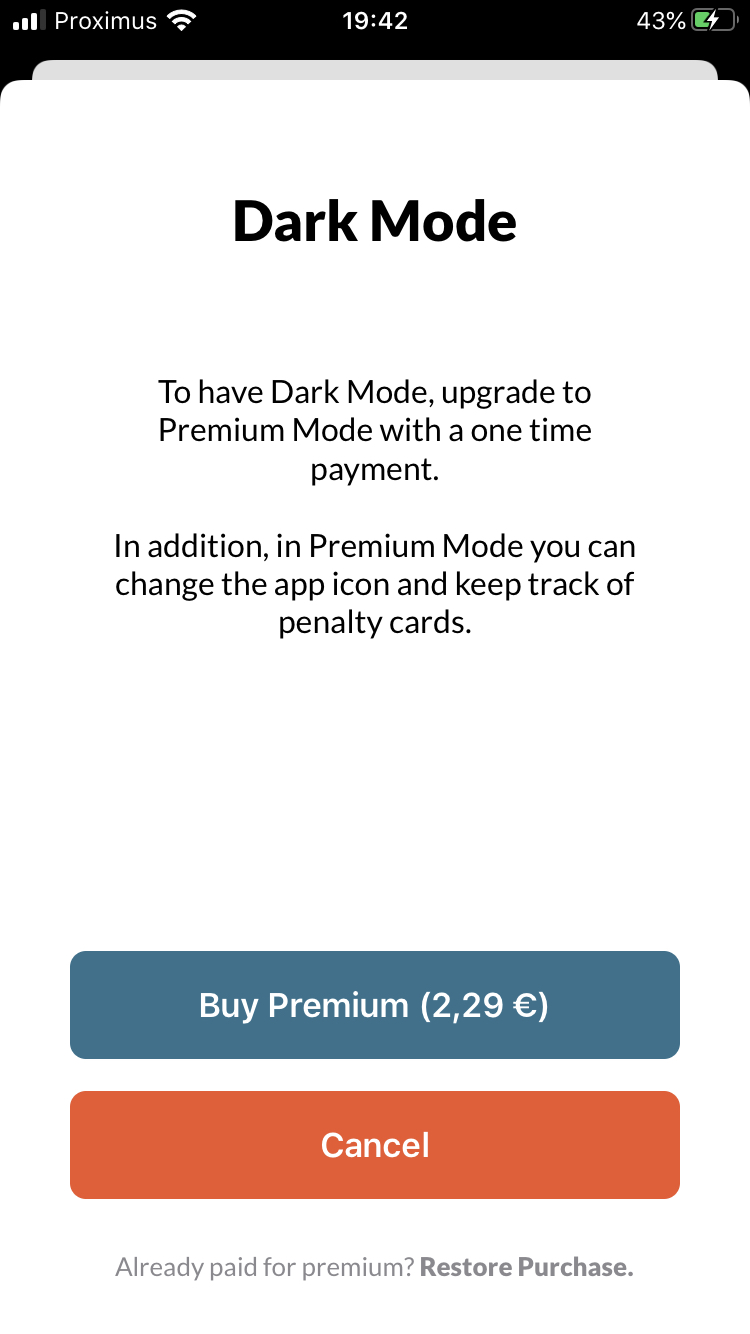 Proximus 19:42 43%
Dark Mode
To have Dark Mode, upgrade to
Premium Mode with a one time
payment.
In addition, in Premium Mode you can
change the app icon and keep track of
penalty cards.
Buy Premium (2,29 €)
Cancel
Already paid for premium? Restore Purchase.